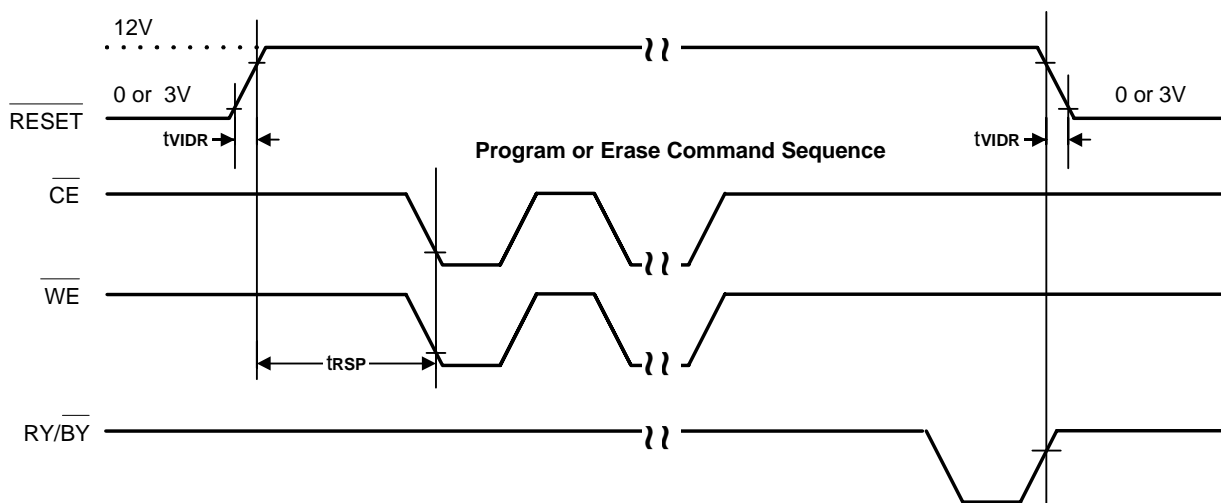 12V
0 or 3V
0 or 3V
RESET
tVIDR
tVIDR
Program or Erase Command Sequence
CE
WE
tRSP
RY/BY